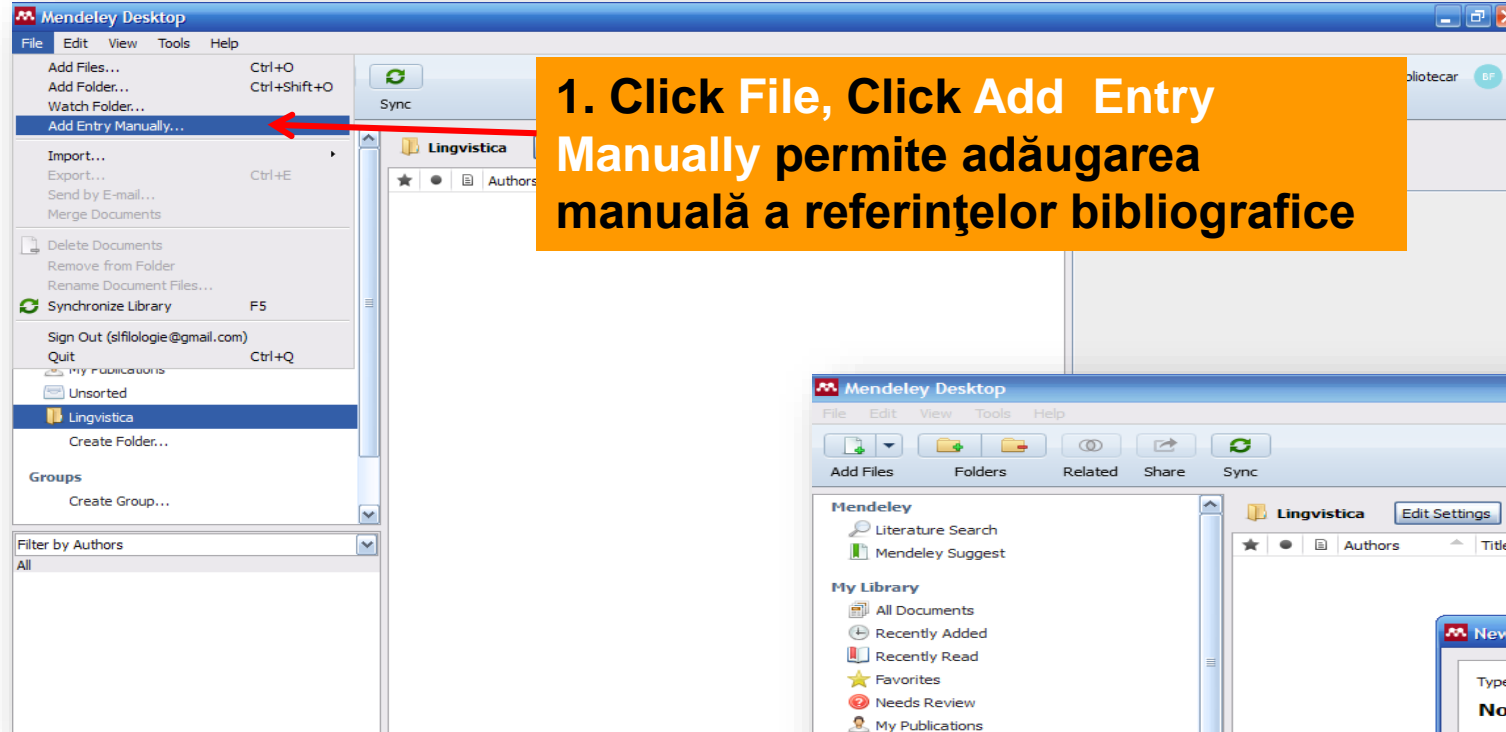 Mendeley Desktop
File Edit View Tools Help
Add Files... Ctrl+O
Add Folder... Ctrl+Shift+O
Watch Folder...
Add Entry Manually...
Import...
Export... Ctrl+E
Send by E-mail...
Merge Documents
Delete Documents
Remove from Folder
Rename Document Files...
Synchronize Library F5
Sign Out (slfilologie@gmail.com)
Quit Ctrl+Q
My Publications
Unsorted
Lingvistica
Create Folder...
Groups
Create Group...
Filter by Authors
All
Sync
BF
Lingvistica
Authors
1. Click File, Click Add Entry
Manually permite adăugarea
manuală a referinţelor bibliografice
Mendeley Desktop
File Edit View Tools Help
Add Files Folders Related Share Sync
Mendeley
Literature Search
Mendeley Suggest
My Library
All Documents
Recently Added
Recently Read
Favorites
Needs Review
My Publications
Lingvistica Edit Settings
Authors